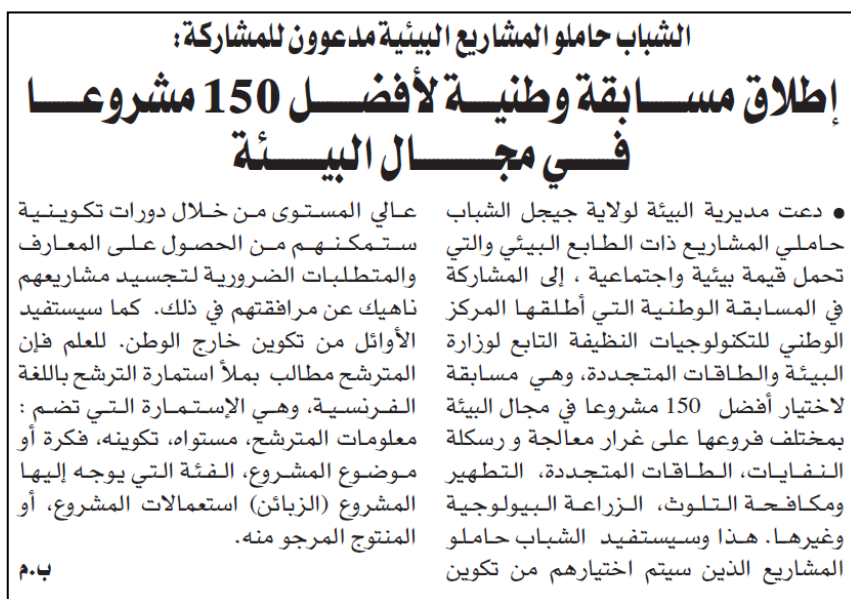 الشباب حاملو المشاريع البيئية مدعوون للمشاركة:
إطلاق مسابقة وطنية لأفضل 150 مشروعا
في مجال البيئة
● دعت مديرية البيئة لولاية جيجل الشباب
حاملي المشاريع ذات الطابع البيئي والتي
تحمل قيمة بيئية واجتماعية ، إلى المشاركة
في المسابقة الوطنية التي أطلقها المركز
الوطني للتكنولوجيات النظيفة التابع لوزارة
البيئة والطاقات المتجددة، وهي مسابقة
لاختيار أفضل 150 مشروعا في مجال البيئة
بمختلف فروعها على غرار معالجة و رسكلة
النفايات، الطاقات المتجددة، التطهير
ومكافحة التلوث، الزراعة البيولوجية
وغيرها. هذا وسيستفيد الشباب حاملو
المشاريع الذين سيتم اختيارهم من تكوين
عالي المستوى من خلال دورات تكوينية
ستمكنهم من الحصول على المعارف
والمتطلبات الضرورية لتجسيد مشاريعهم
ناهيك عن مرافقتهم في ذلك. كما سيستفيد
الأوائل من تكوين خارج الوطن. للعلم فإن
المترشح مطالب بملأ استمارة الترشح باللغة
الفرنسية، وهي الإستمارة التي تضم :
معلومات المترشح، مستواه، تكوينه، فكرة أو
موضوع المشروع، الفئة التي يوجه إليها
المشروع (الزبائن) استعمالات المشروع، أو
المنتوج المرجو منه.
ب.م